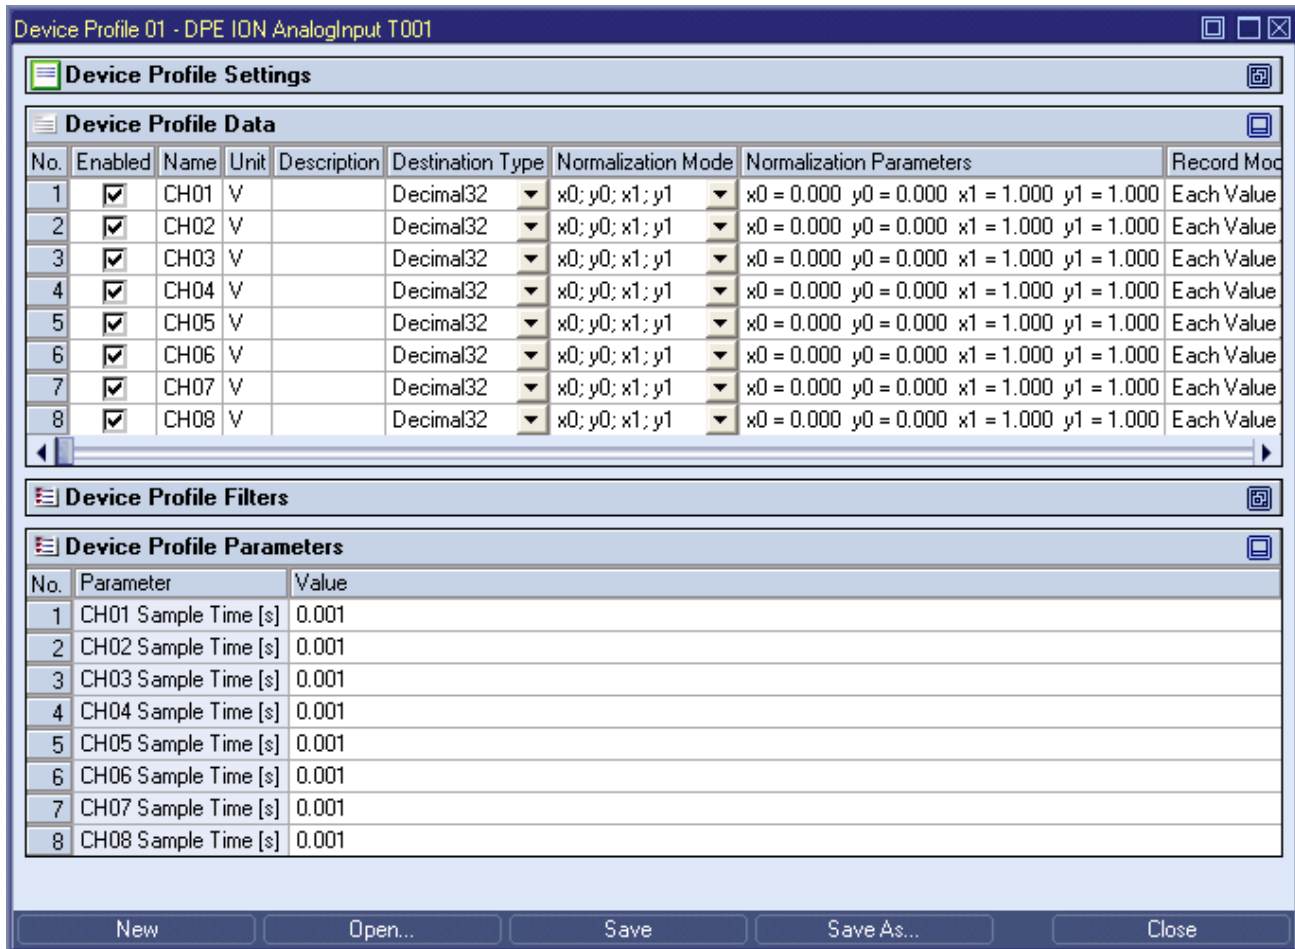 Device Profile 01 - DPE ION AnalogInput T001
Device Profile Settings
Device Profile Data
No. Enabled Name Unit Description Destination Type Normalization Mode Normalization Parameters Record Mod
1 CH01 V Decimal32 x0; y0; x1; y1 x0 = 0.000 y0 = 0.000 x1 = 1.000 y1 = 1.000 Each Value
2 CH02 V Decimal32 x0; y0; x1; y1 x0 = 0.000 y0 = 0.000 x1 = 1.000 y1 = 1.000 Each Value
3 CH03 V Decimal32 x0; y0; x1; y1 x0 = 0.000 y0 = 0.000 x1 = 1.000 y1 = 1.000 Each Value
4 CH04 V Decimal32 x0; y0; x1; y1 x0 = 0.000 y0 = 0.000 x1 = 1.000 y1 = 1.000 Each Value
5 CH05 V Decimal32 x0; y0; x1; y1 x0 = 0.000 y0 = 0.000 x1 = 1.000 y1 = 1.000 Each Value
6 CH06 V Decimal32 x0; y0; x1; y1 x0 = 0.000 y0 = 0.000 x1 = 1.000 y1 = 1.000 Each Value
7 CH07 V Decimal32 x0; y0; x1; y1 x0 = 0.000 y0 = 0.000 x1 = 1.000 y1 = 1.000 Each Value
8 CH08 V Decimal32 x0; y0; x1; y1 x0 = 0.000 y0 = 0.000 x1 = 1.000 y1 = 1.000 Each Value
Device Profile Filters
Device Profile Parameters
No. Parameter Value
1 CH01 Sample Time [s] 0.001
2 CH02 Sample Time [s] 0.001
3 CH03 Sample Time [s] 0.001
4 CH04 Sample Time [s] 0.001
5 CH05 Sample Time [s] 0.001
6 CH06 Sample Time [s] 0.001
7 CH07 Sample Time [s] 0.001
8 CH08 Sample Time [s] 0.001
New Open... Save Save As... Close